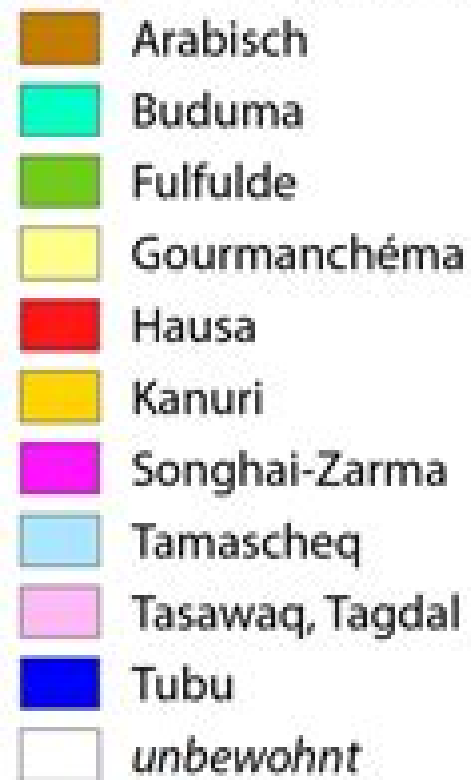 Arabisch
Buduma
Fulfulde
Gourmanchéma
Hausa
Kanuri
Songhai-Zarma
Tamascheq
Tasawaq, Tagdal
Tubu
unbewohnt